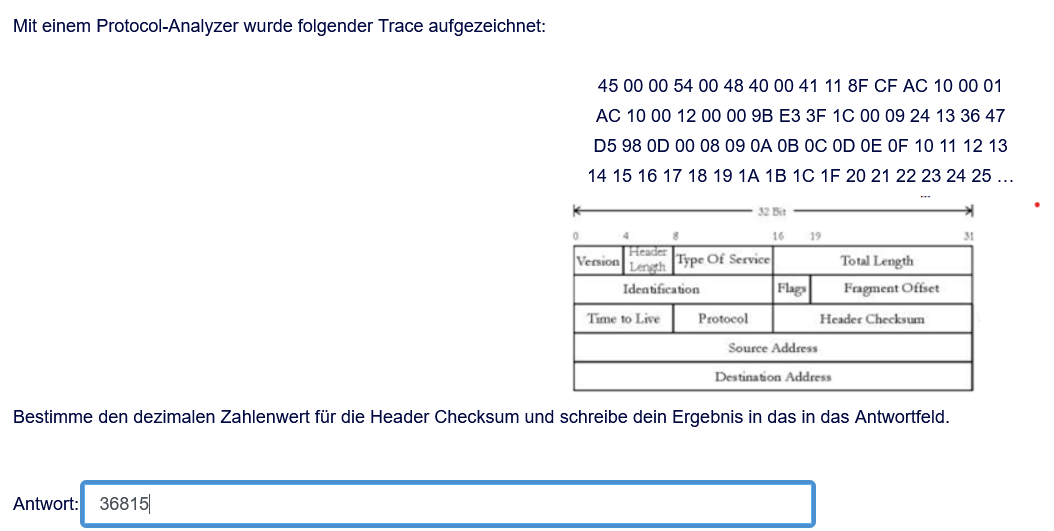 Mit einem Protocol-Analyzer wurde folgender Trace aufgezeichnet:
45 00 00 54 00 48 40 00 41 11 8F CF AC 10 00 01
AC 10 00 12 00 00 9B E3 3F 1C 00 09 24 13 36 47
D5 98 0D 00 08 09 0A 0B 0C 0D 0E 0F 10 11 12 13
14 15 16 17 18 19 1A 1B 1C 1F 20 21 22 23 24 25 …
...
32 Bit
0 4 8 16 19 31
Version Header Length Type Of Service Total Length
Identification Flags Fragment Offset
Time to Live Protocol Header Checksum
Source Address
Destination Address
Bestimme den dezimalen Zahlenwert für die Header Checksum und schreibe dein Ergebnis in das in das Antwortfeld.
Antwort: 36815